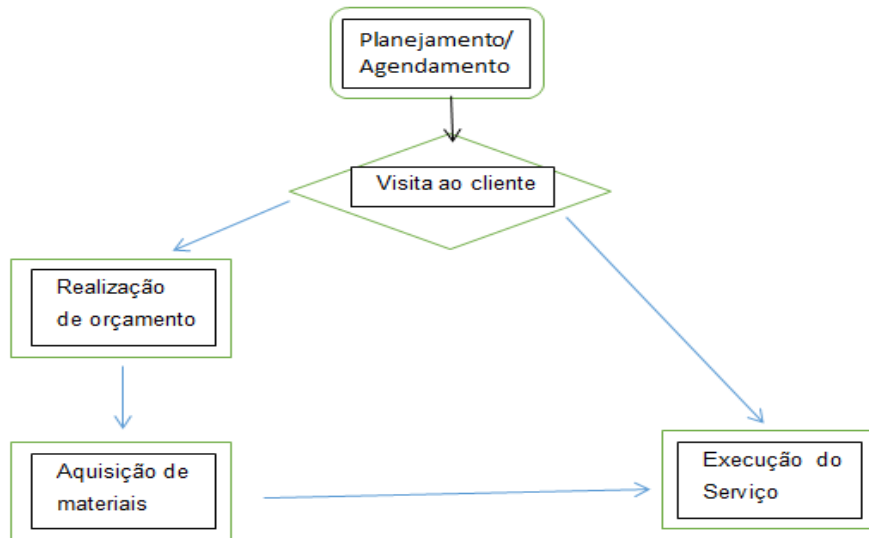 Planejamento/
Agendamento
Visita ao cliente
Realização
de orçamento
Aquisição de
materiais
Execução do
Serviço